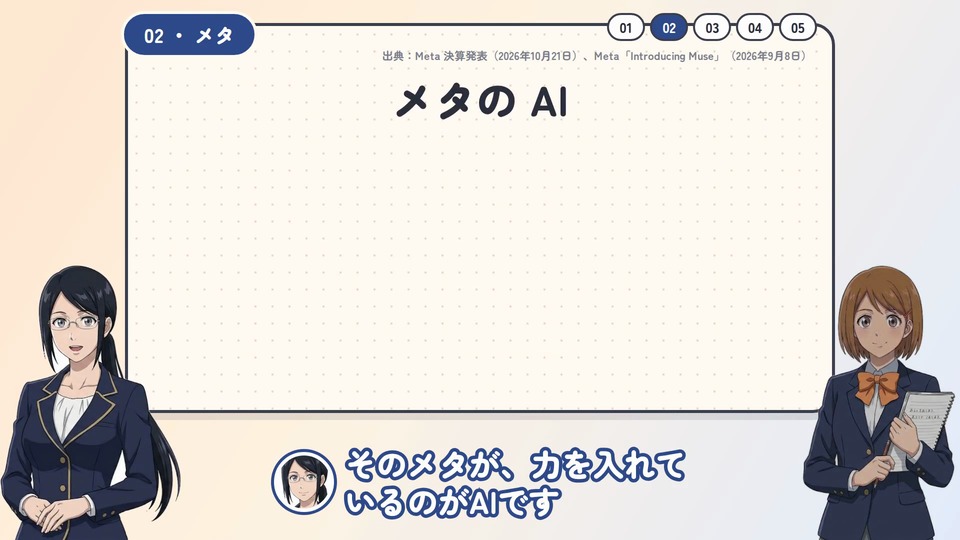 02 ・ メタ
01 02 03 04 05
出典：Meta 決算発表（2026年10月21日）、Meta「Introducing Muse」（2026年9月8日）
メタの AI
そのメタが、力を入れて
いるのがAIです